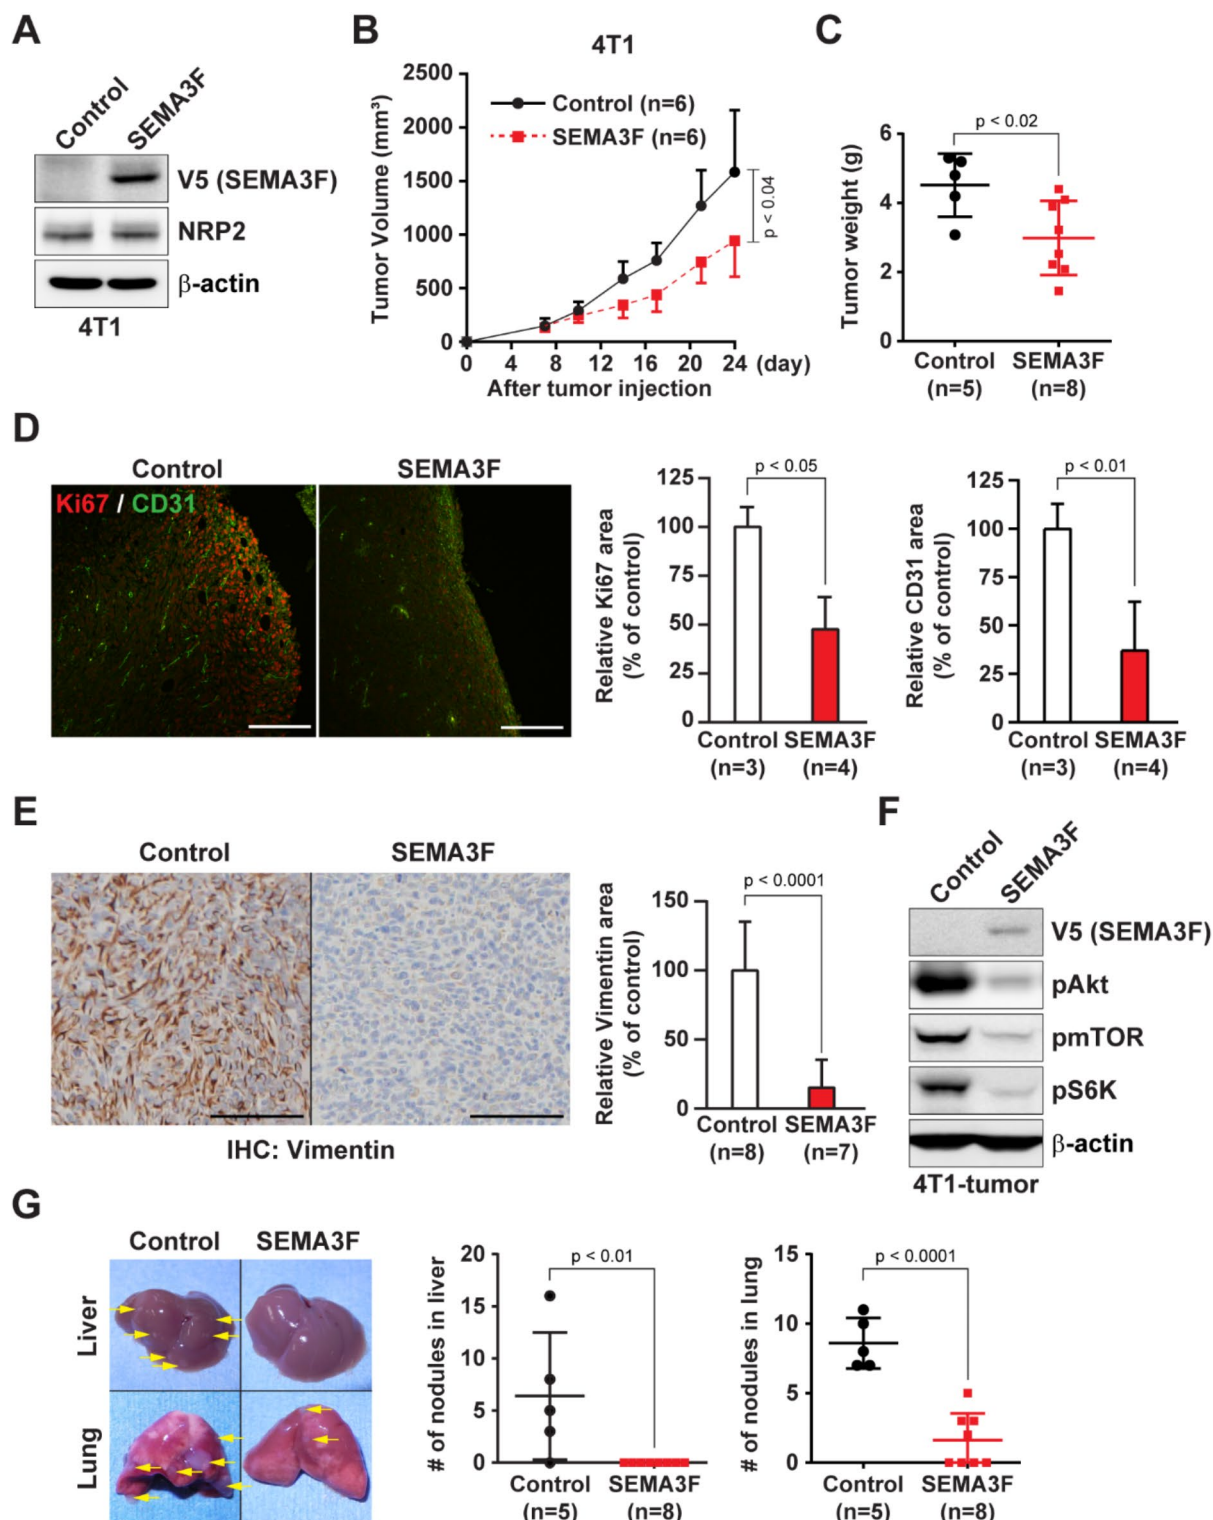 A
Control
SEMA3F
V5 (SEMA3F)
NRP2
β-actin
4T1
B
4T1
Tumor Volume (mm³)
2500
2000
1500
1000
500
0
Control (n=6)
SEMA3F (n=6)
p < 0.04
0 4 8 12 16 20 24 (day)
After tumor injection
C
Tumor weight (g)
6
4
2
0
p < 0.02
Control
(n=5)
SEMA3F
(n=8)
D
Control
SEMA3F
Ki67 / CD31
Relative Ki67 area
(% of control)
125
100
75
50
25
0
p < 0.05
Control
(n=3)
SEMA3F
(n=4)
Relative CD31 area
(% of control)
125
100
75
50
25
0
p < 0.01
Control
(n=3)
SEMA3F
(n=4)
E
Control
SEMA3F
IHC: Vimentin
Relative Vimentin area
(% of control)
150
100
50
0
p < 0.0001
Control
(n=8)
SEMA3F
(n=7)
F
Control
SEMA3F
V5 (SEMA3F)
pAkt
pmTOR
pS6K
β-actin
4T1-tumor
G
Control
SEMA3F
Liver
Lung
# of nodules in liver
20
15
10
5
0
p < 0.01
Control
(n=5)
SEMA3F
(n=8)
# of nodules in lung
15
10
5
0
p < 0.0001
Control
(n=5)
SEMA3F
(n=8)